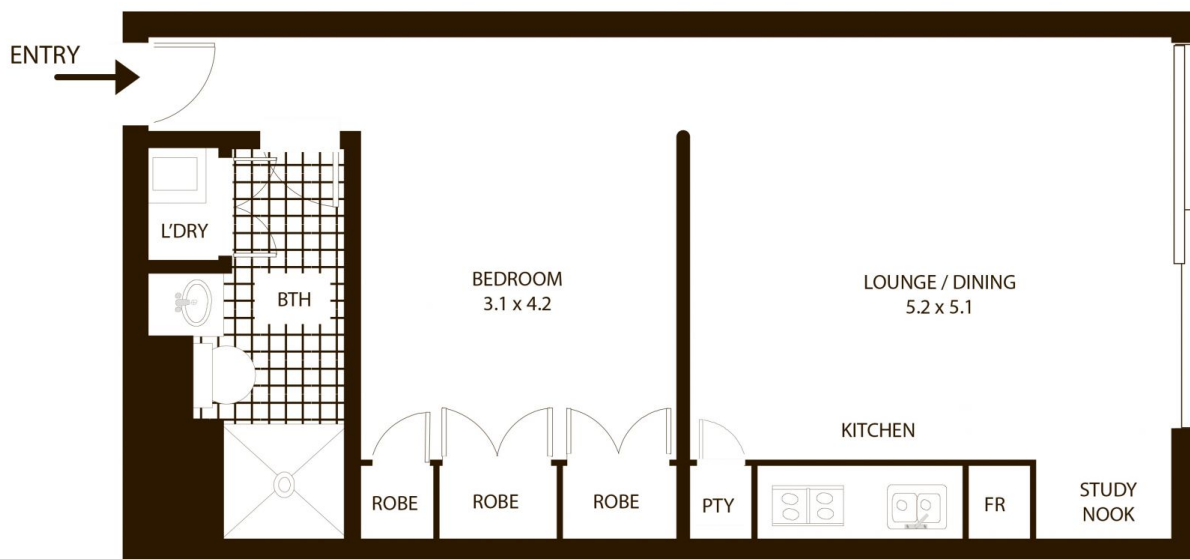 ENTRY
L'DRY
BTH
BEDROOM
3.1 x 4.2
LOUNGE / DINING
5.2 x 5.1
KITCHEN
ROBE
ROBE
ROBE
PTY
FR
STUDY
NOOK